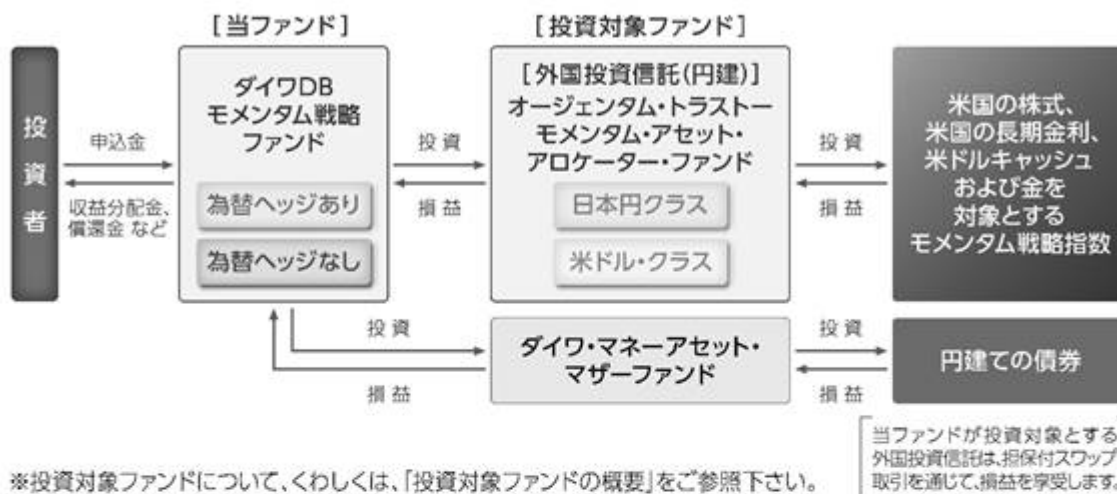 [当ファンド]
[投資対象ファンド]
投資者
申込金
収益分配金、
償還金 など
ダイワDB
モメンタム戦略
ファンド
為替ヘッジあり
為替ヘッジなし
投 資
損 益
[外国投資信託(円建)]
オージェンタム・トラストー
モメンタム・アセット・
アロケーター・ファンド
日本円クラス
米ドル・クラス
投 資
損 益
米国の株式、
米国の長期金利、
米ドルキャッシュ
および金を
対象とする
モメンタム戦略指数
投 資
損 益
ダイワ・マネーアセット・
マザーファンド
投 資
損 益
円建ての債券
当ファンドが投資対象とする
外国投資信託は、担保付スワップ
取引を通じて、損益を享受します
※投資対象ファンドについて、くわしくは、「投資対象ファンドの概要」をご参照下さい。